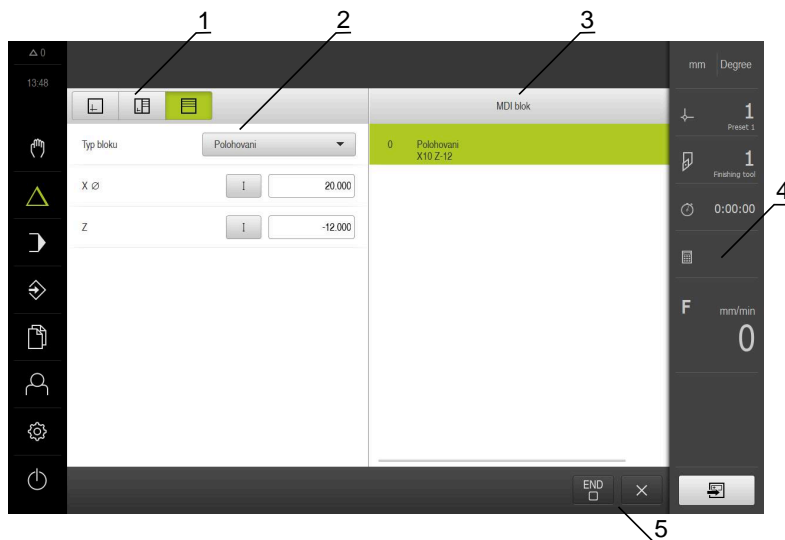 1
2
3
0
mm Degree
13:48
MDI blok
1
Preset 1
Typ bloku Polohovani
0 Polohovani
X10 Z-12
1
Finishing tool
X ⌀ I 20.000
4
0:00:00
Z I -12.000
F mm/min
0
END
5